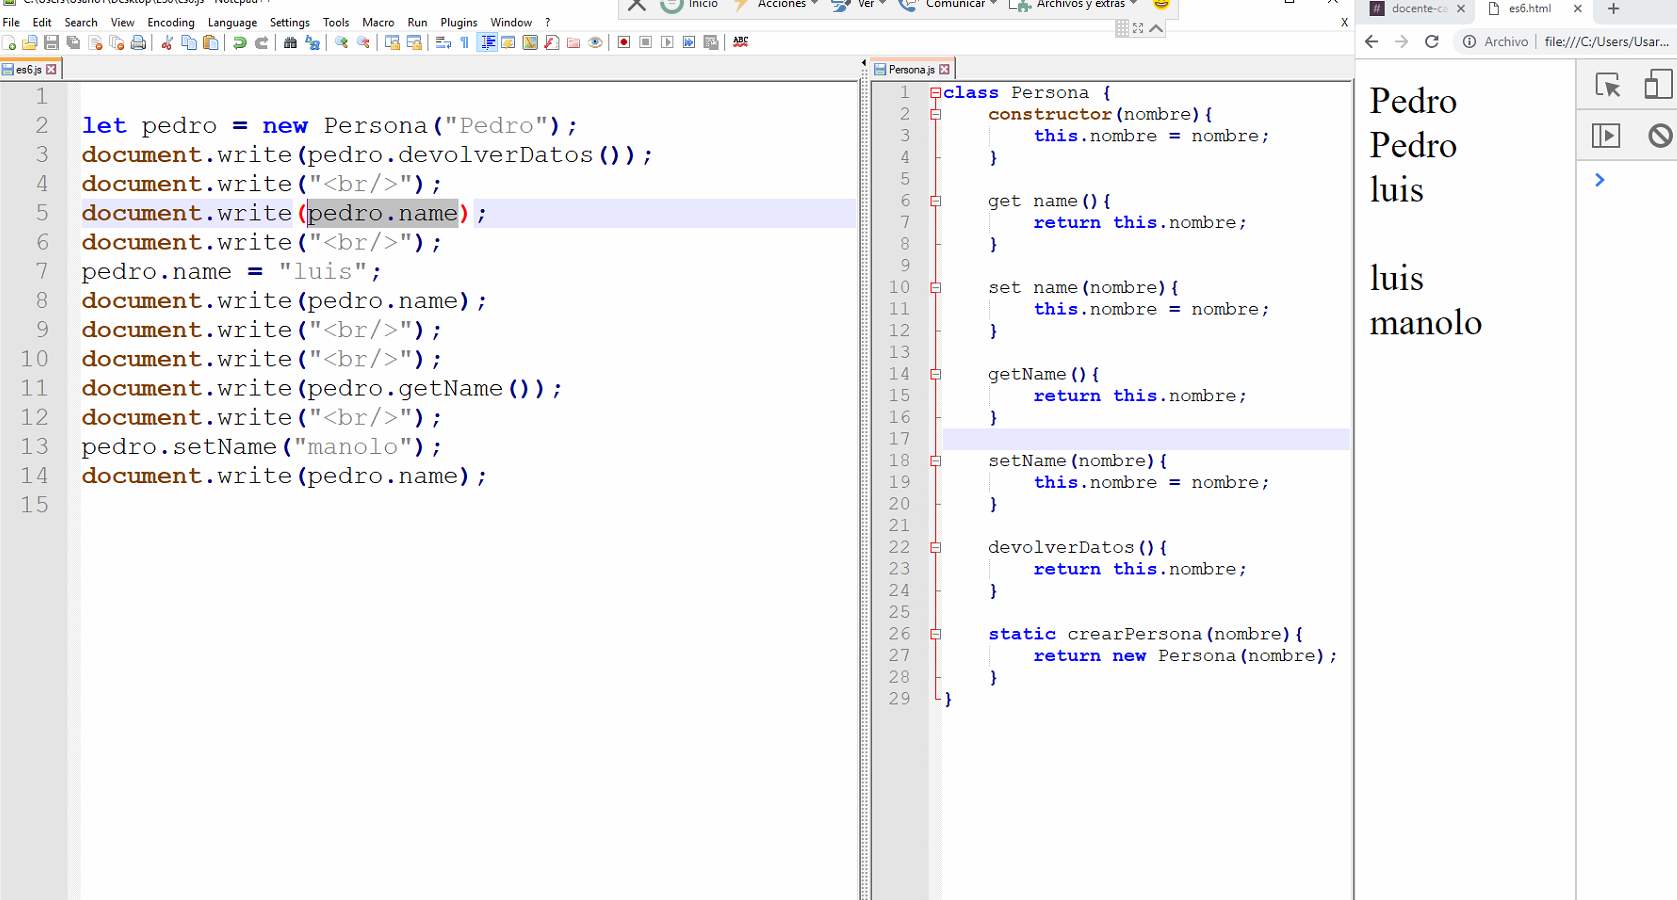 Inicio Acciones Ver Comunicar Archivos y extras
File Edit Search View Encoding Language Settings Tools Macro Run Plugins Window ? X
es6.js
1
2 let pedro = new Persona("Pedro");
3 document.write(pedro.devolverDatos());
4 document.write("<br/>");
5 document.write(pedro.name);
6 document.write("<br/>");
7 pedro.name = "luis";
8 document.write(pedro.name);
9 document.write("<br/>");
10 document.write("<br/>");
11 document.write(pedro.getName());
12 document.write("<br/>");
13 pedro.setName("manolo");
14 document.write(pedro.name);
15
Persona.js
1 class Persona {
2 constructor(nombre){
3 this.nombre = nombre;
4 }
5
6 get name(){
7 return this.nombre;
8 }
9
10 set name(nombre){
11 this.nombre = nombre;
12 }
13
14 getName(){
15 return this.nombre;
16 }
17
18 setName(nombre){
19 this.nombre = nombre;
20 }
21
22 devolverDatos(){
23 return this.nombre;
24 }
25
26 static crearPersona(nombre){
27 return new Persona(nombre);
28 }
29 }
# docente-ca es6.html
Archivo file:///C:/Users/Usar...
Pedro
Pedro
luis
luis
manolo